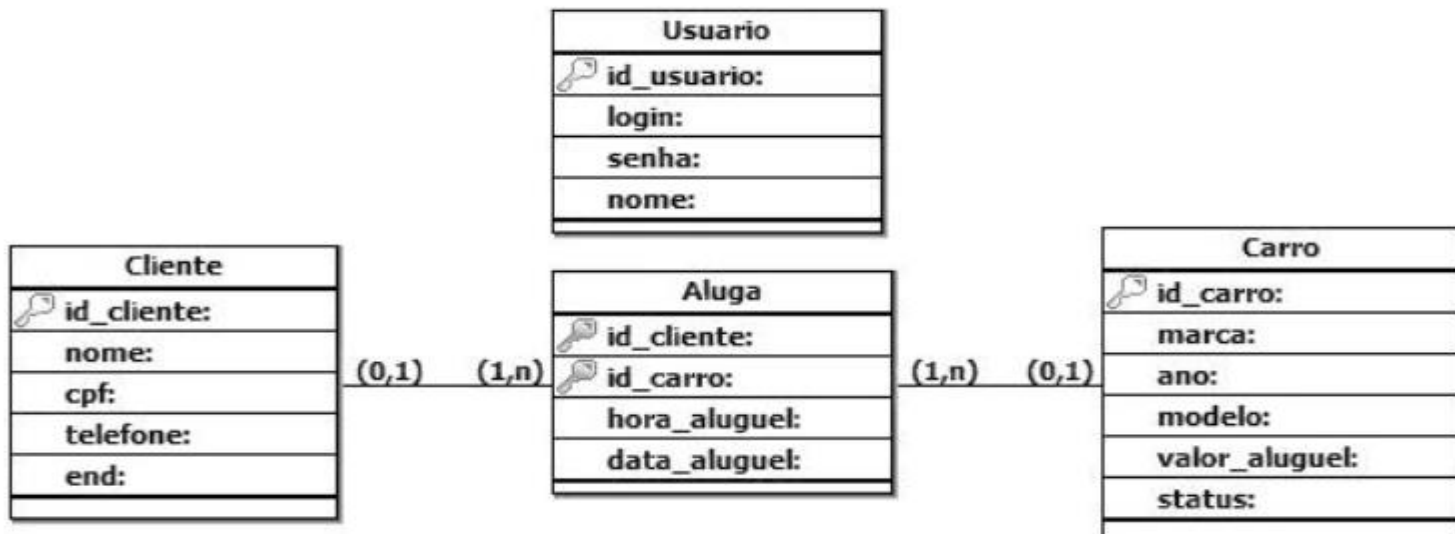 Usuario
id_usuario:
login:
senha:
nome:
Cliente
id_cliente:
nome:
cpf:
telefone:
end:
(0,1)
(1,n)
Aluga
id_cliente:
id_carro:
hora_aluguel:
data_aluguel:
(1,n)
(0,1)
Carro
id_carro:
marca:
ano:
modelo:
valor_aluguel:
status: